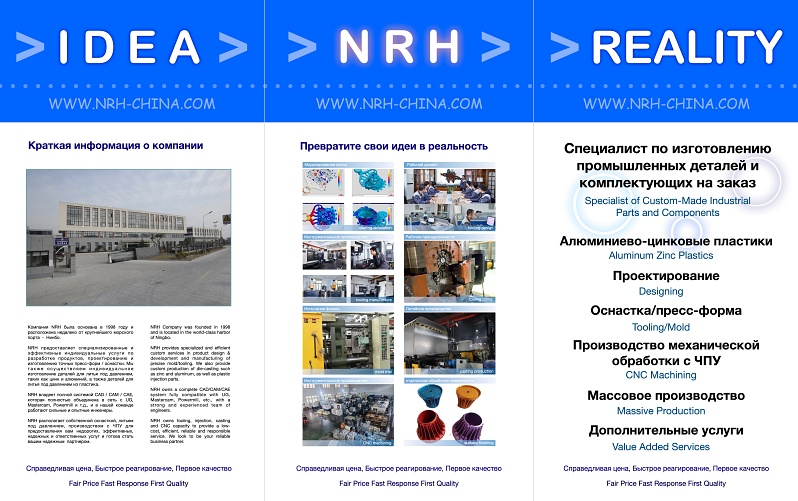 > IDEA >
WWW.NRH-CHINA.COM
Краткая информация о компании
Компания NRH была основана в 1998 году и
расположена недалеко от крупнейшего морского
порта – Нинбо.
NRH предоставляет специализированные и
эффективные индивидуальные услуги по
разработке продуктов, проектированию и
изготовлению точных пресс-форм / оснастки. Мы
также осуществляем индивидуальное
изготовление деталей для литья под давлением,
таких как цинк и алюминий, а также деталей для
литья под давлением из пластика.
NRH владеет полной системой CAD / CAM / CAE,
которая полностью объединена в сеть с UG,
Mastercam, Powermill и т.д., и в нашей команде
работают сильные и опытные инженеры.
NRH располагает собственной оснасткой, литьем
под давлением, производством с ЧПУ для
предоставления вам недорогих, эффективных,
надежных и ответственных услуг и готова стать
вашим надежным партнером.
NRH Company was founded in 1998
and is located in the world-class harbor
of Ningbo.
NRH provides specialized and efficient
custom services in product design &
development and manufacturing of
precise mold/tooling. We also provide
custom production of die-casting such
as zinc and aluminum, as well as plastic
injection parts.
NRH owns a complete CAD/CAM/CAE
system fully compatible with UG,
Mastercam, Powermill, etc., with a
strong and experienced team of
engineers.
NRH owns tooling, injection, casting
and CNC capacity to provide a low-
cost, efficient, reliable and responsible
service. We look to be your reliable
business partner.
Справедливая цена, Быстрое реагирование, Первое качество
Fair Price Fast Response First Quality
> NRH >
WWW.NRH-CHINA.COM
Превратите свои идеи в реальность
tooling manufacture
casting production
CNC machining
surface finishing
Справедливая цена, Быстрое реагирование, Первое качество
Fair Price Fast Response First Quality
> REALITY
WWW.NRH-CHINA.COM
Специалист по изготовлению
промышленных деталей и
комплектующих на заказ
Specialist of Custom-Made Industrial
Parts and Components
Алюминиево-цинковые пластики
Aluminum Zinc Plastics
Проектирование
Designing
Оснастка/пресс-форма
Tooling/Mold
Производство механической
обработки с ЧПУ
CNC Machining
Массовое производство
Massive Production
Дополнительные услуги
Value Added Services
Справедливая цена, Быстрое реагирование, Первое качество
Fair Price Fast Response First Quality